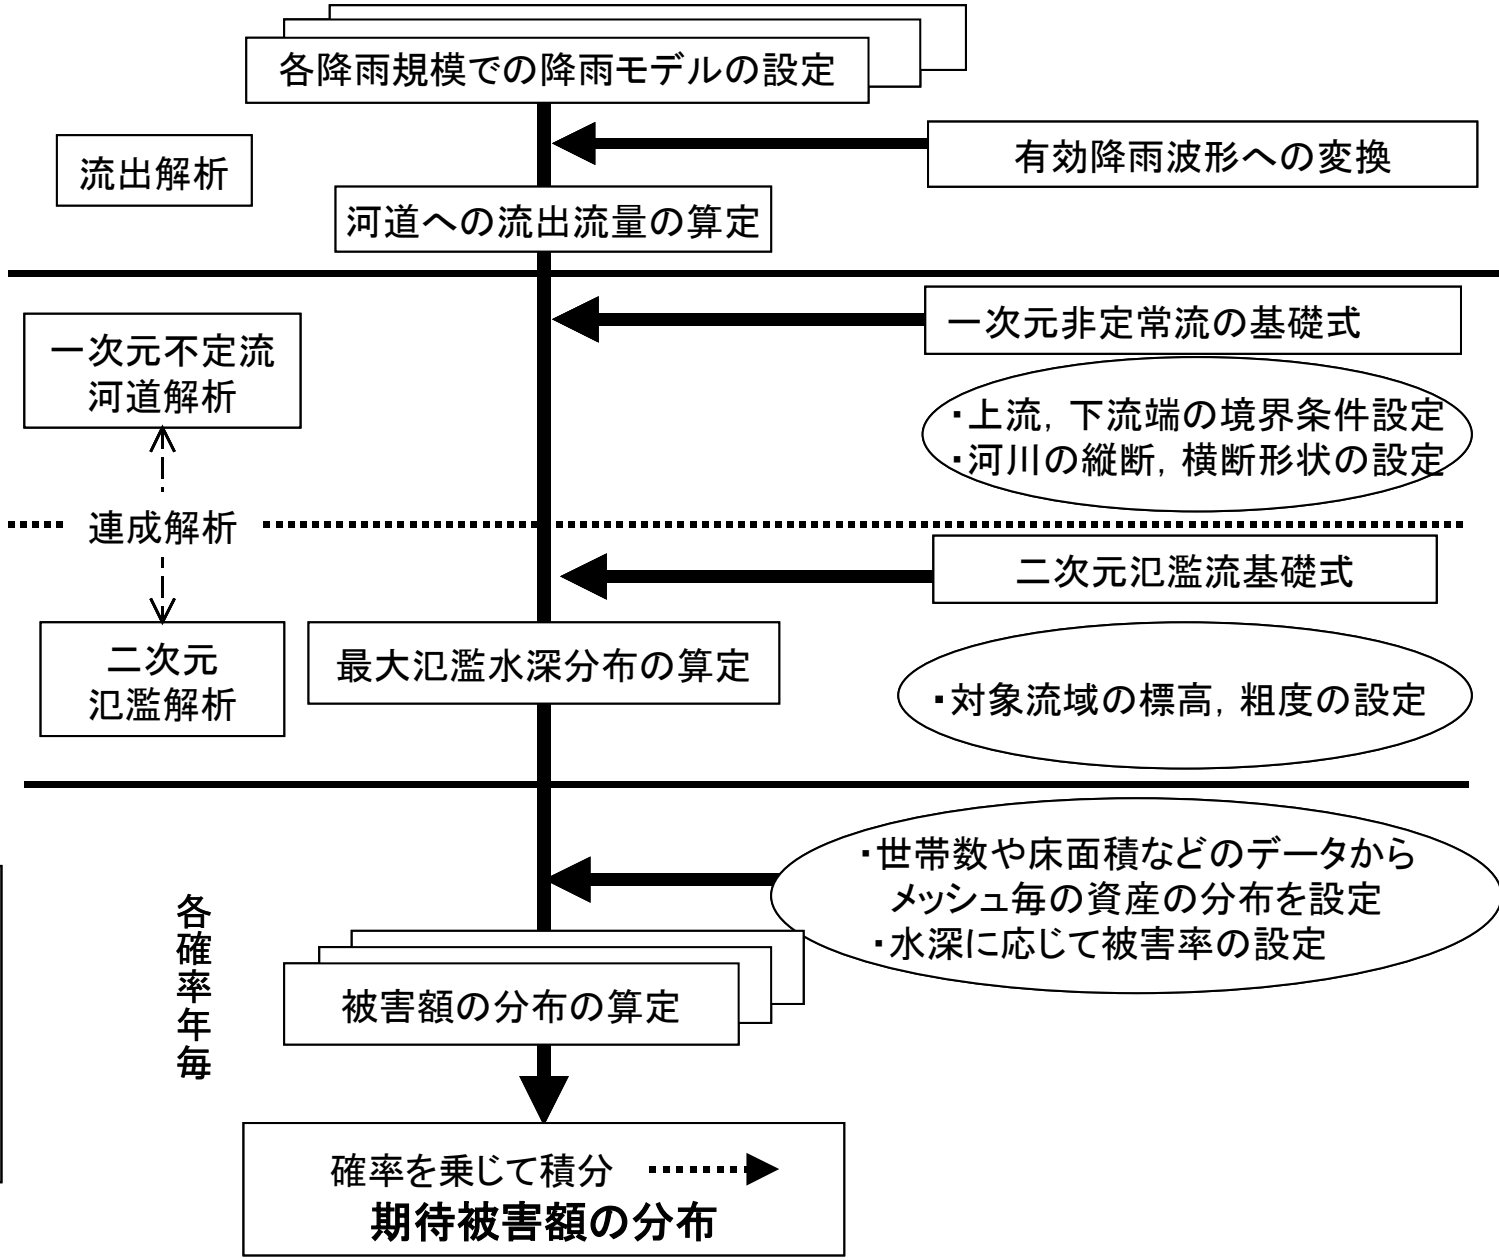 各降雨規模での降雨モデルの設定
有効降雨波形への変換
流出解析
河道への流出流量の算定
一次元非定常流の基礎式
一次元不定流
河道解析
・上流，下流端の境界条件設定
・河川の縦断，横断形状の設定
連成解析
二次元氾濫流基礎式
二次元
氾濫解析
最大氾濫水深分布の算定
・対象流域の標高，粗度の設定
・世帯数や床面積などのデータから
メッシュ毎の資産の分布を設定
・水深に応じて被害率の設定
各確率年毎
被害額の分布の算定
確率を乗じて積分
期待被害額の分布